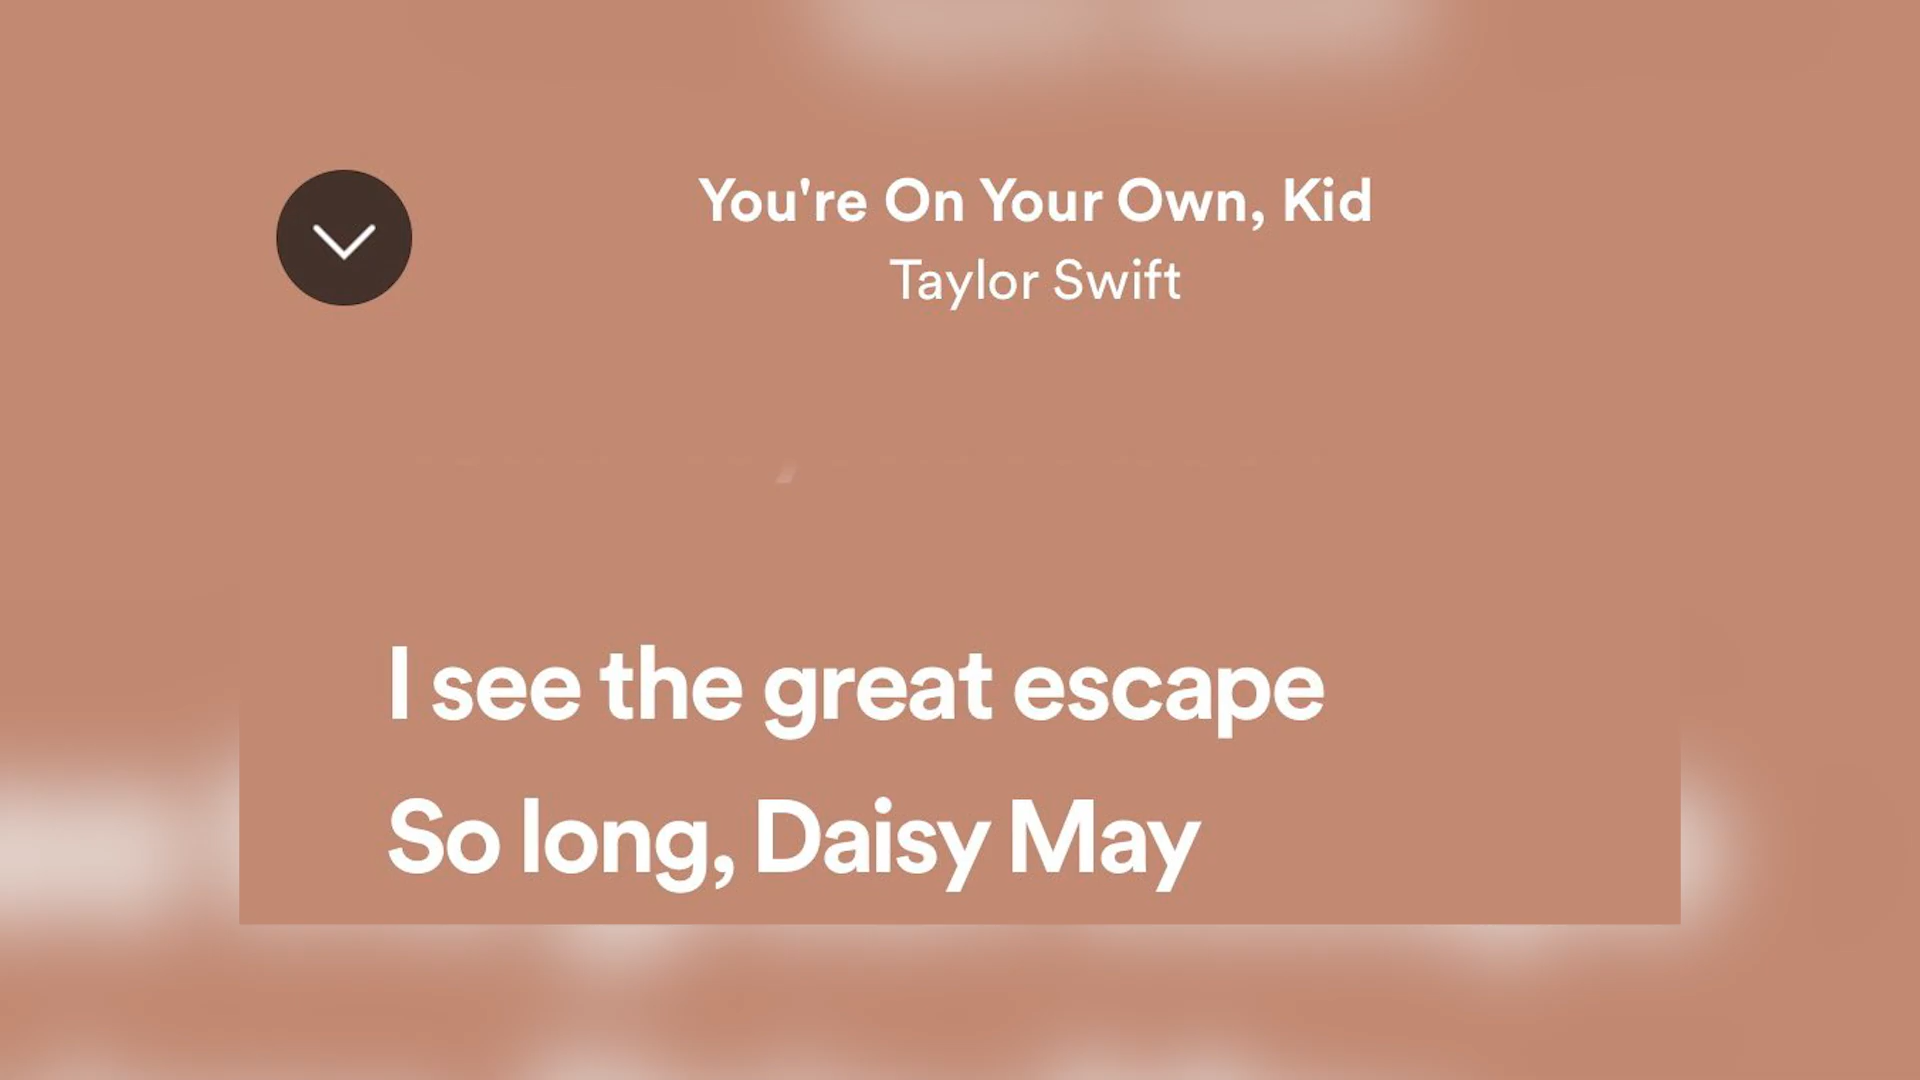 You're On Your Own, Kid
Taylor Swift
I see the great escape
So long, Daisy May